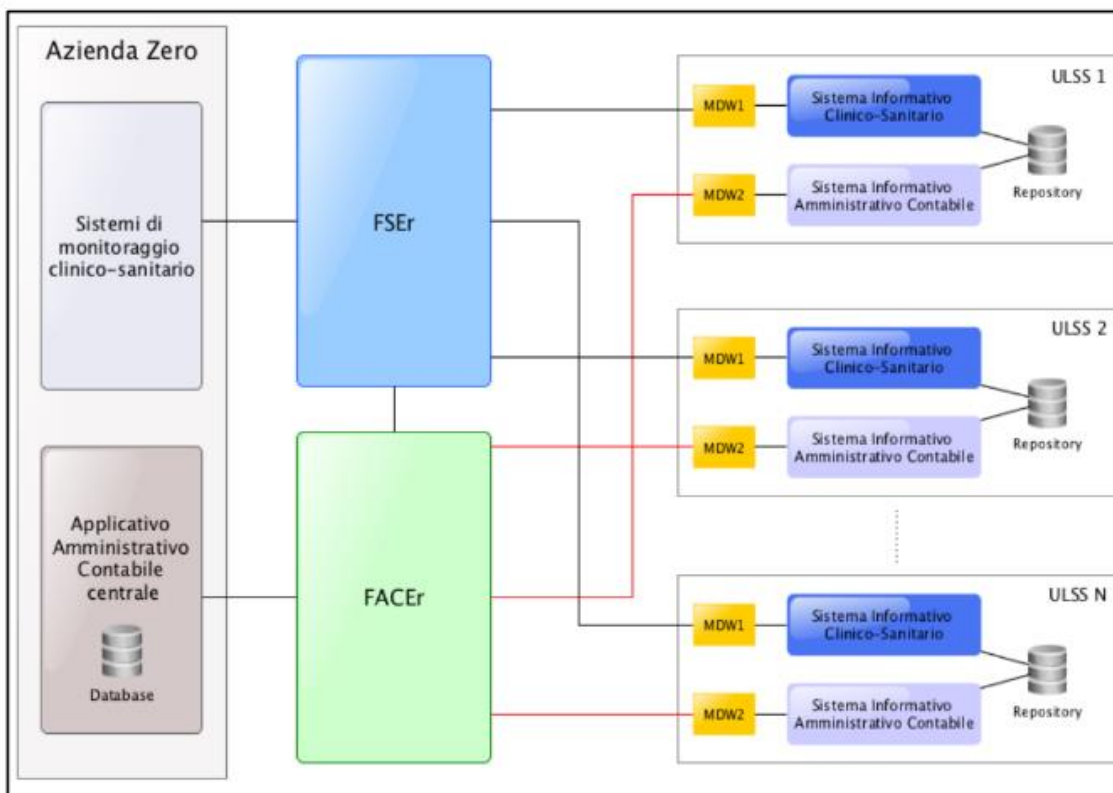 Azienda Zero
Sistemi di
monitoraggio
clinico-sanitario
Applicativo
Amministrativo
Contabile
centrale
Database
FSEr
FACEr
ULSS 1
MDW1
Sistema Informativo
Clinico-Sanitario
MDW2
Sistema Informativo
Amministrativo Contabile
Repository
ULSS 2
MDW1
Sistema Informativo
Clinico-Sanitario
MDW2
Sistema Informativo
Amministrativo Contabile
Repository
ULSS N
MDW1
Sistema Informativo
Clinico-Sanitario
MDW2
Sistema Informativo
Amministrativo Contabile
Repository